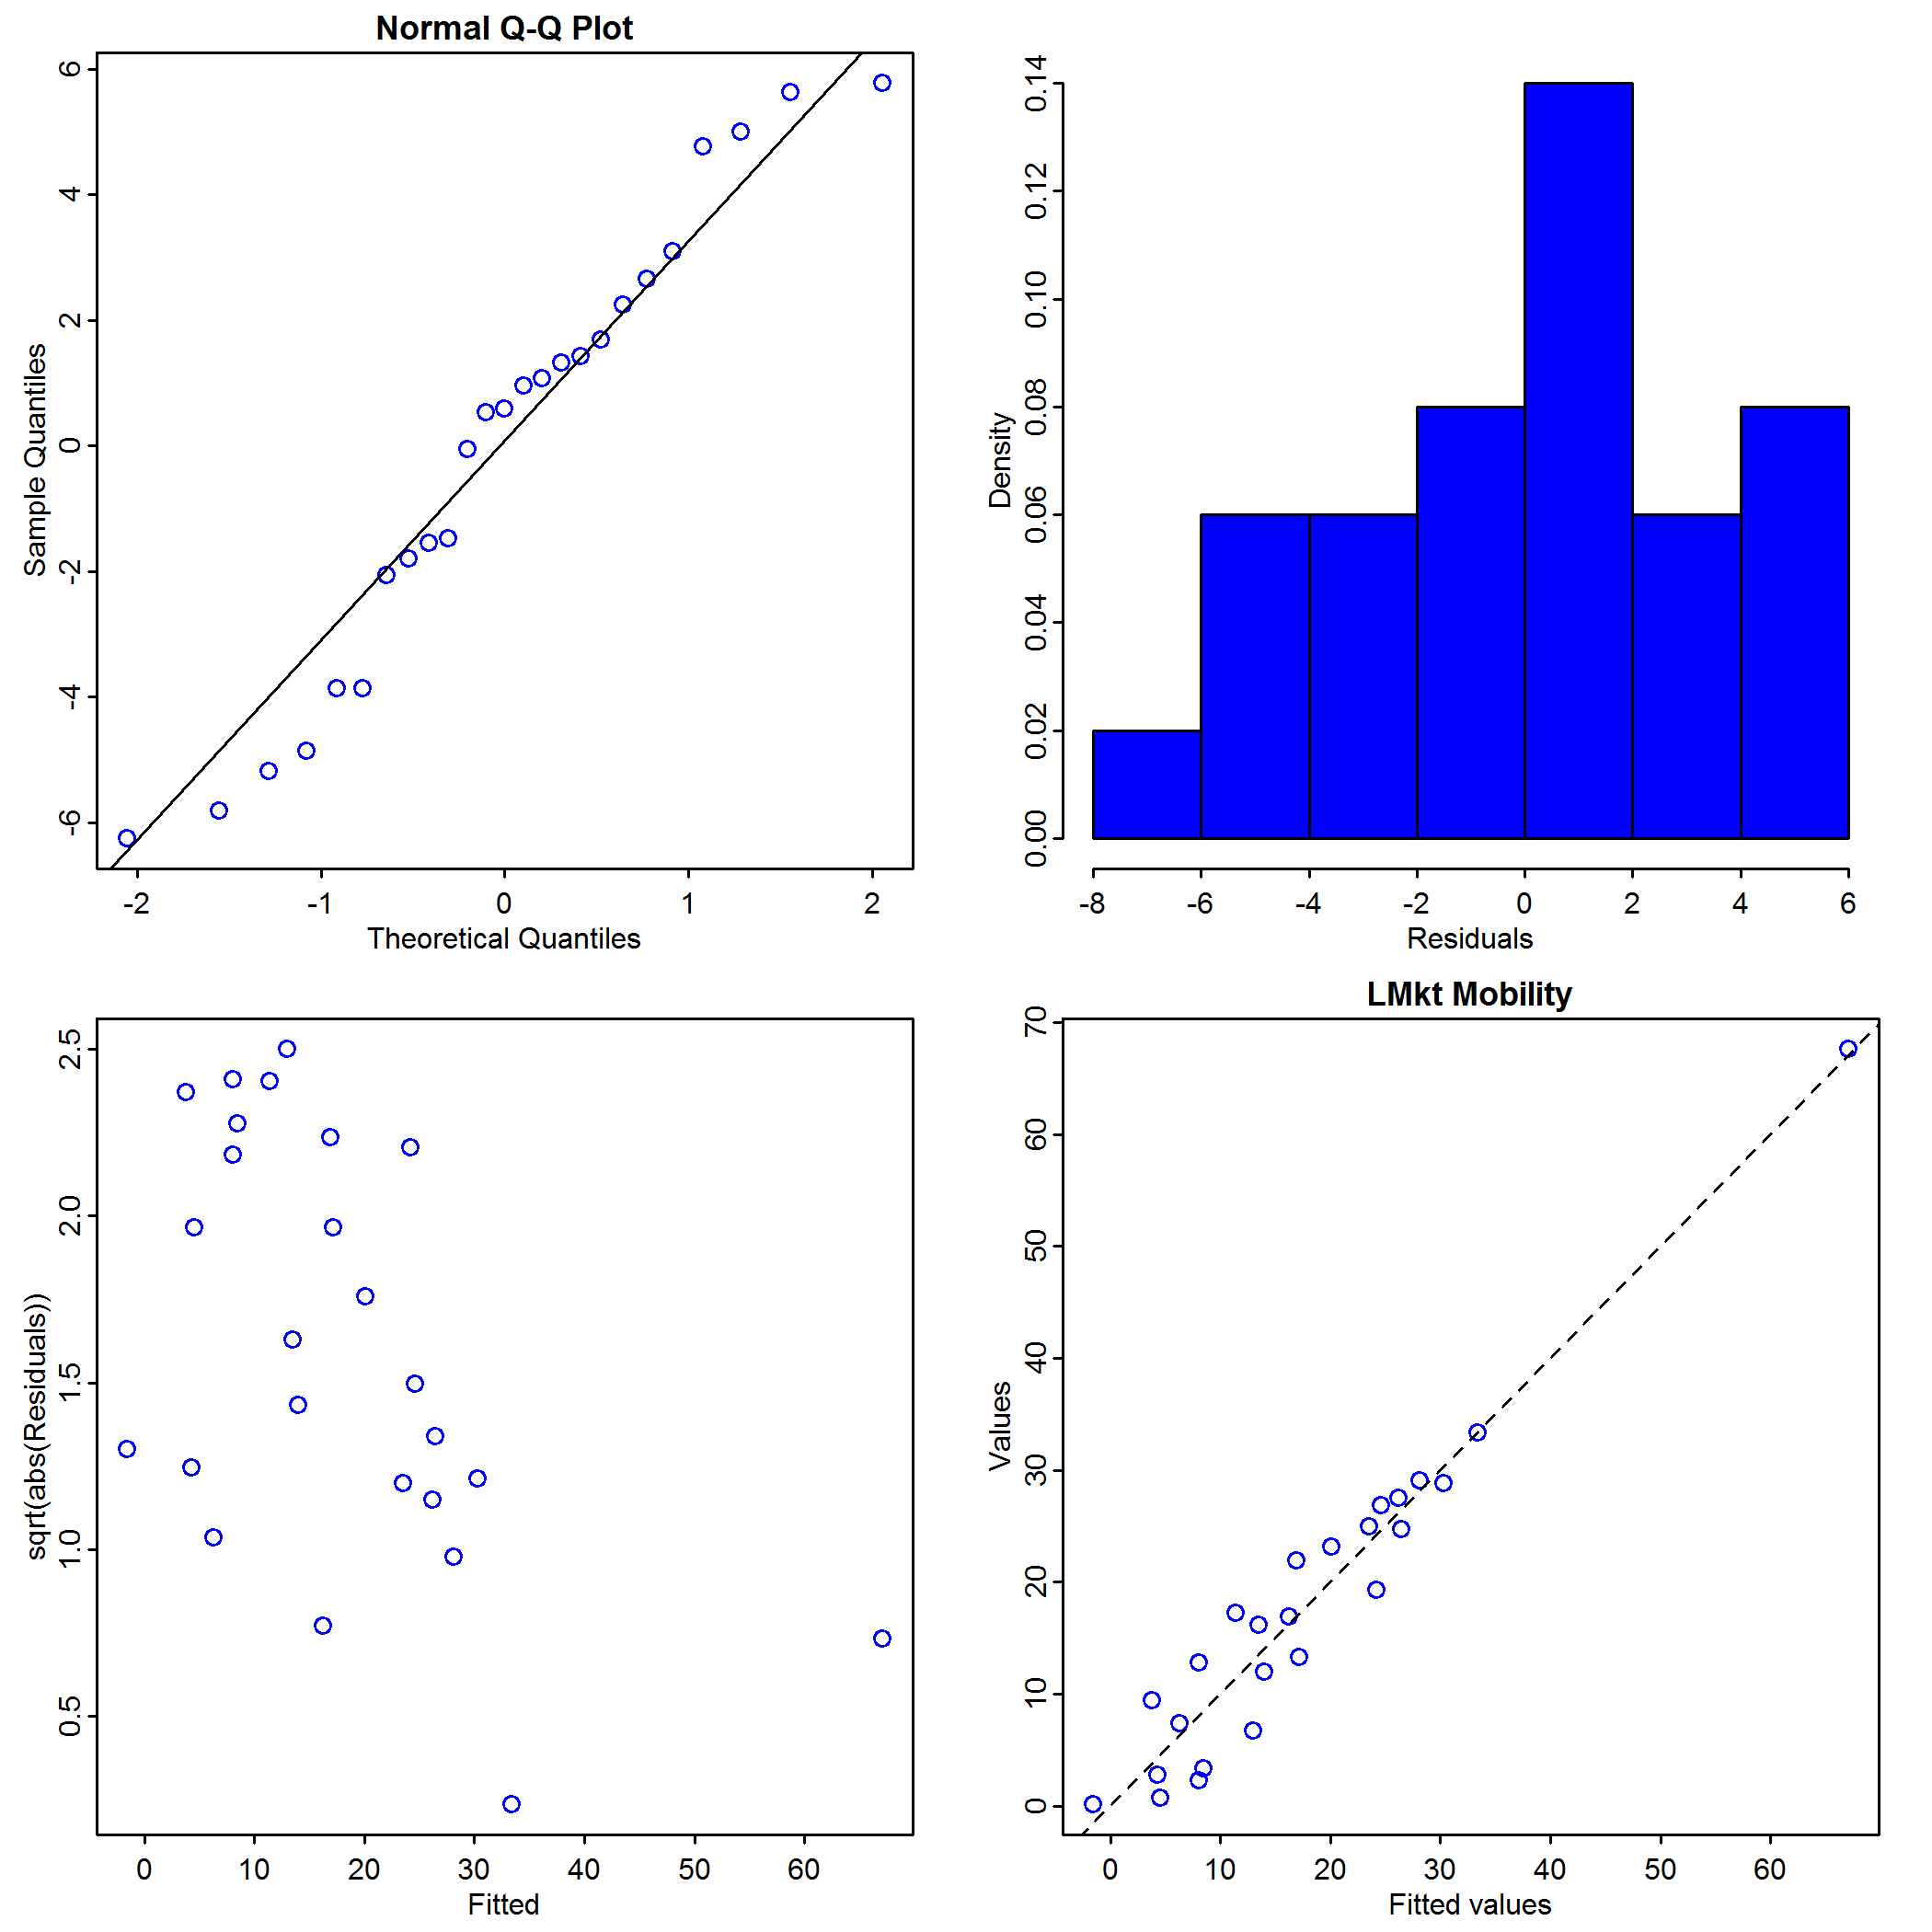 Normal Q-Q Plot
6
4
2
0
-2
-4
-6
Sample Quantiles
-2 -1 0 1 2
Theoretical Quantiles
0.14
0.12
0.10
0.08
0.06
0.04
0.02
0.00
Density
-8 -6 -4 -2 0 2 4 6
Residuals
2.5
2.0
1.5
1.0
0.5
sqrt(abs(Residuals))
0 10 20 30 40 50 60
Fitted
LMkt Mobility
70
60
50
40
30
20
10
0
Values
0 10 20 30 40 50 60
Fitted values